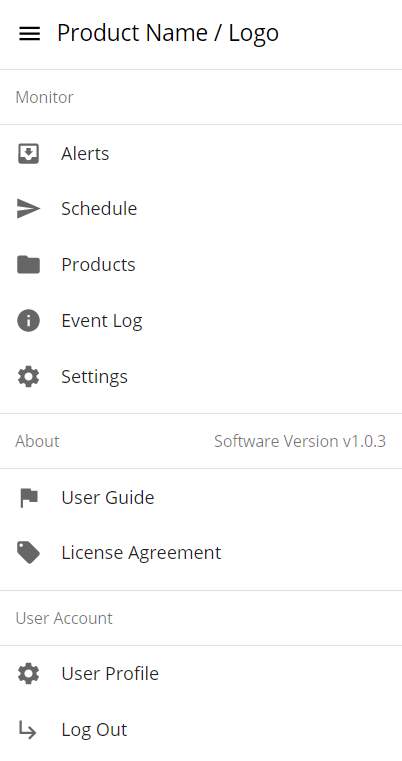 Product Name / Logo
Monitor
Alerts
Schedule
Products
Event Log
Settings
About Software Version v1.0.3
User Guide
License Agreement
User Account
User Profile
Log Out